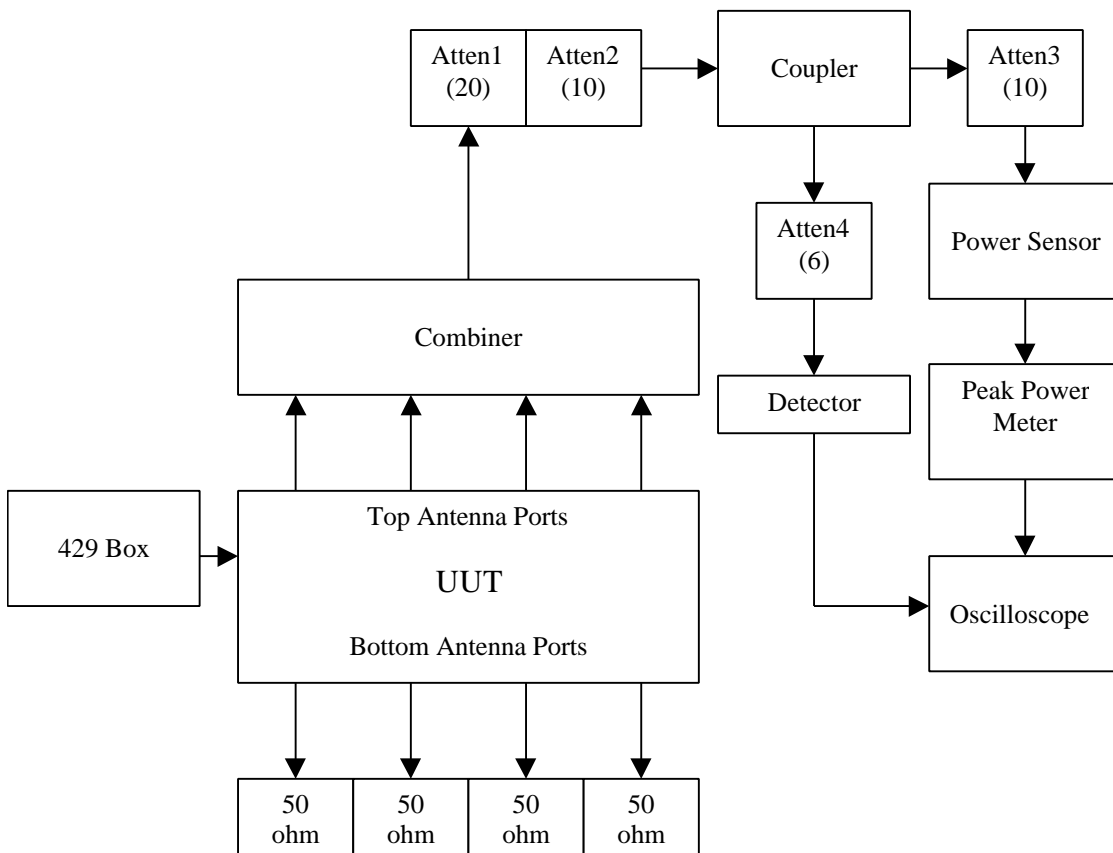 Atten1
(20)
Atten2
(10)
Coupler
Atten3
(10)
Atten4
(6)
Power Sensor
Combiner
Detector
Peak Power
Meter
429 Box
Top Antenna Ports
UUT
Bottom Antenna Ports
Oscilloscope
50
ohm
50
ohm
50
ohm
50
ohm